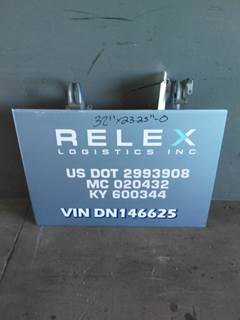 32"x23.25"-0
RELEX
LOGISTICS INC
US DOT 2993908
MC 020432
KY 600344
VIN DN146625